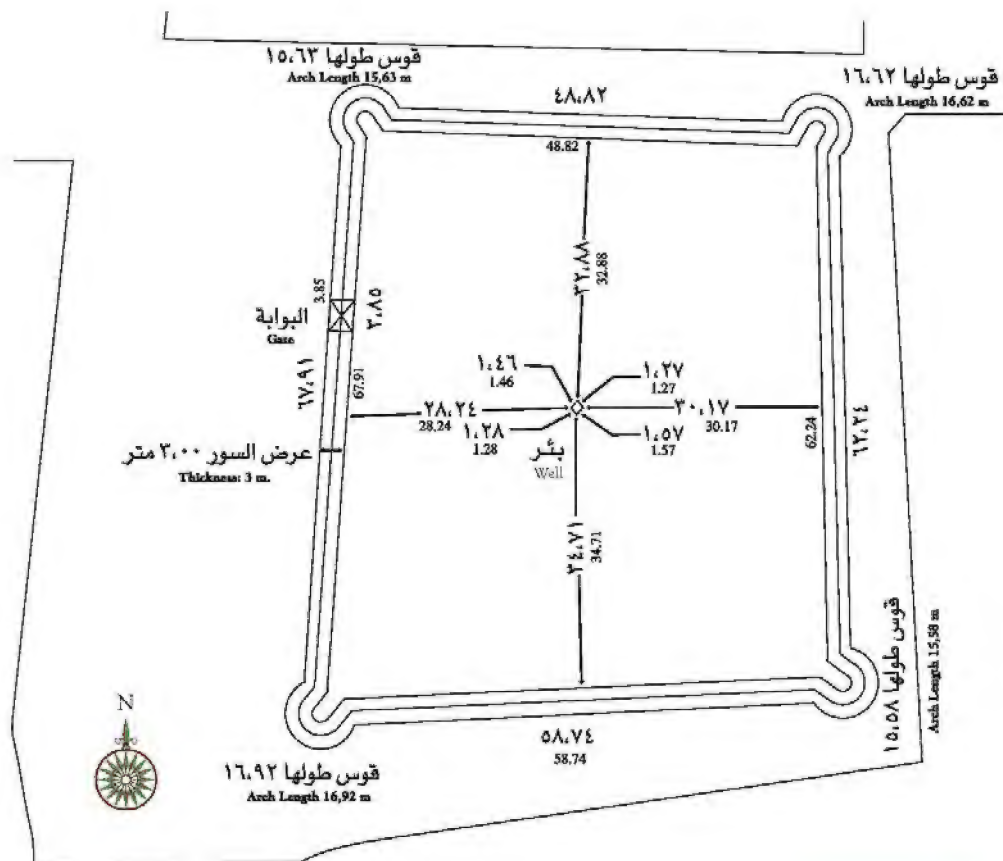 قوس طولها ١٥،٦٣
Arch Length 15,63 m
قوس طولها ١٦،٦٢
Arch Length 16,62 m
٤٨،٨٢
48.82
٣٢،٨٨
32.88
3.85
٣،٨٥
البوابة
Gate
٦٧،٩١
67.91
١،٤٦
1.46
١،٢٧
1.27
٢٨،٢٤
28.24
٣٠،١٧
30.17
١،٢٨
1.28
١،٥٧
1.57
بئر
Well
62.24
٦٢،٢٤
عرض السور ٣،٠٠ متر
Thickness: 3 m.
٣٤،٧١
34.71
قوس طولها ١٥،٥٨
Arch Length 15,58 m
N
٥٨،٧٤
58.74
قوس طولها ١٦،٩٢
Arch Length 16,92 m